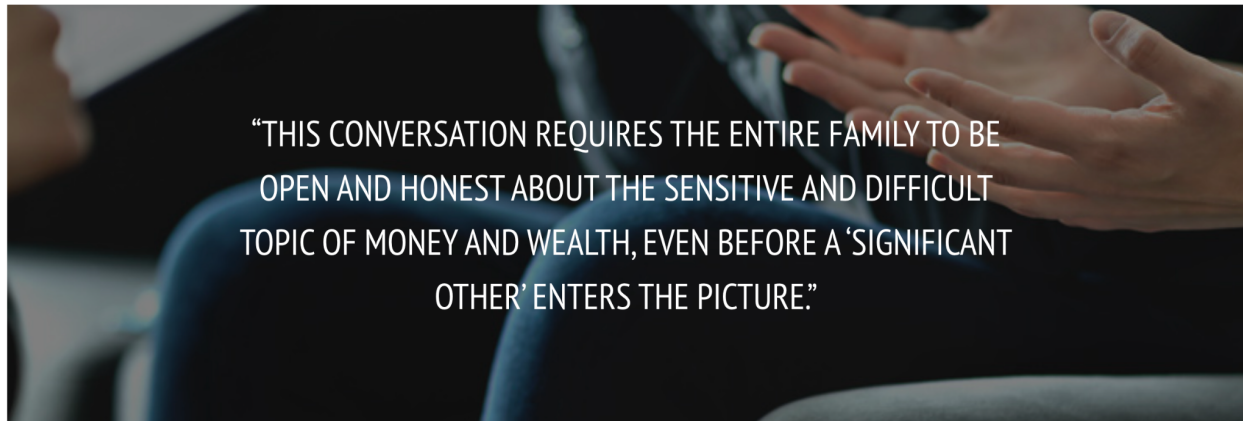 “THIS CONVERSATION REQUIRES THE ENTIRE FAMILY TO BE
OPEN AND HONEST ABOUT THE SENSITIVE AND DIFFICULT
TOPIC OF MONEY AND WEALTH, EVEN BEFORE A ‘SIGNIFICANT
OTHER’ ENTERS THE PICTURE.”